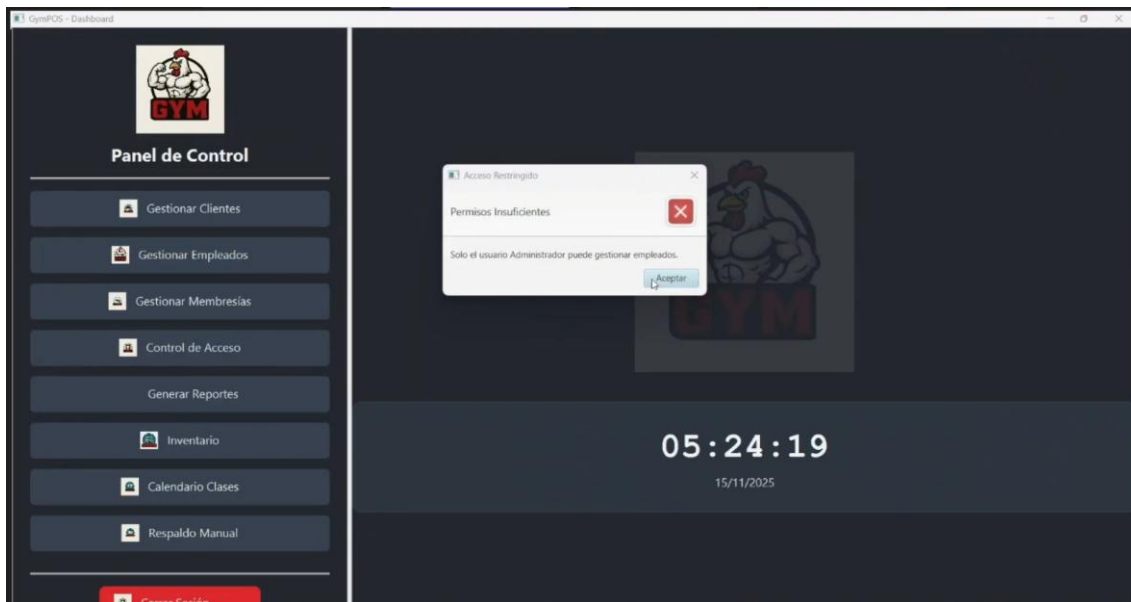 GymPOS - Dashboard
GYM
Panel de Control
Gestionar Clientes
Gestionar Empleados
Gestionar Membresías
Control de Acceso
Generar Reportes
Inventario
Calendario Clases
Respaldo Manual
Cerrar Sesión
Acceso Restringido
Permisos Insuficientes
Solo el usuario Administrador puede gestionar empleados.
Aceptar
GYM
05:24:19
15/11/2025